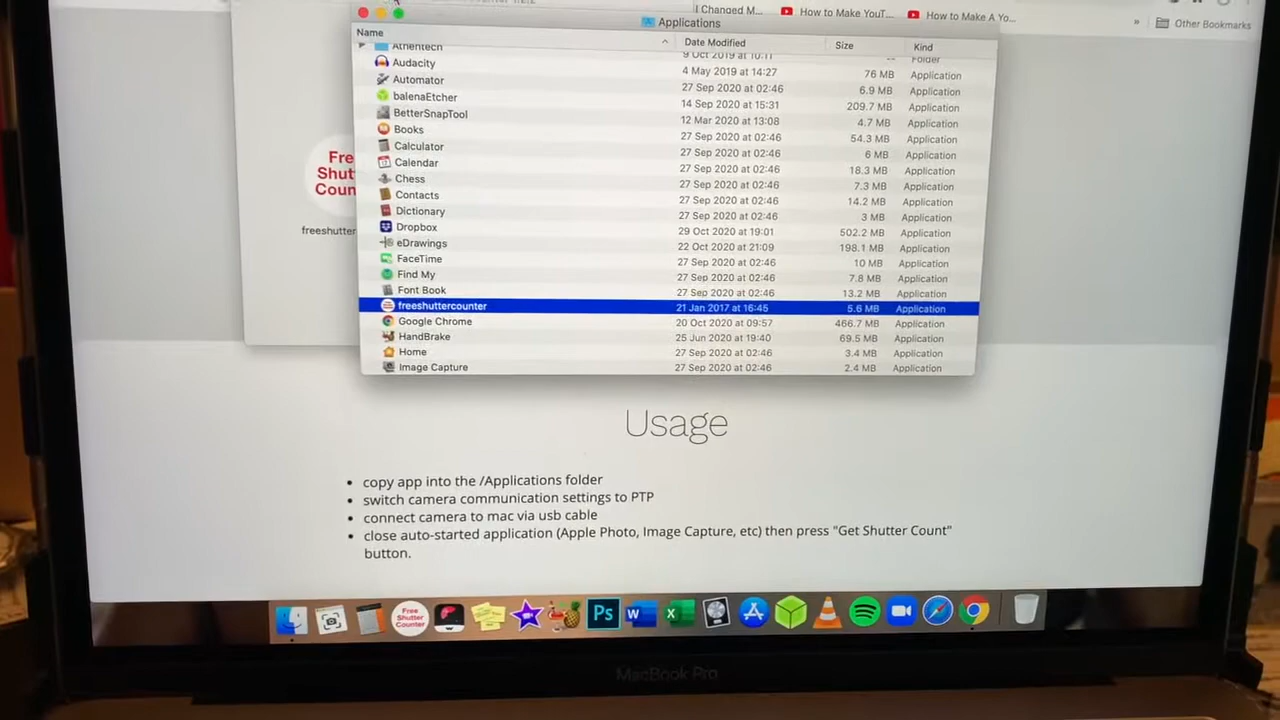 I Changed M...
How to Make YouT...
How to Make A Yo...
»
Other Bookmarks
Applications
Name Date Modified Size Kind
Athentech 9 Oct 2019 at 10:11 -- Folder
Audacity 4 May 2019 at 14:27 76 MB Application
Automator 27 Sep 2020 at 02:46 6.9 MB Application
balenaEtcher 14 Sep 2020 at 15:31 209.7 MB Application
BetterSnapTool 12 Mar 2020 at 13:08 4.7 MB Application
Books 27 Sep 2020 at 02:46 54.3 MB Application
Calculator 27 Sep 2020 at 02:46 6 MB Application
Calendar 27 Sep 2020 at 02:46 18.3 MB Application
Chess 27 Sep 2020 at 02:46 7.3 MB Application
Contacts 27 Sep 2020 at 02:46 14.2 MB Application
Dictionary 27 Sep 2020 at 02:46 3 MB Application
Dropbox 29 Oct 2020 at 19:01 502.2 MB Application
eDrawings 22 Oct 2020 at 21:09 198.1 MB Application
FaceTime 27 Sep 2020 at 02:46 10 MB Application
Find My 27 Sep 2020 at 02:46 7.8 MB Application
Font Book 27 Sep 2020 at 02:46 13.2 MB Application
freeshuttercounter 21 Jan 2017 at 16:45 5.6 MB Application
Google Chrome 20 Oct 2020 at 09:57 466.7 MB Application
HandBrake 25 Jun 2020 at 19:40 69.5 MB Application
Home 27 Sep 2020 at 02:46 3.4 MB Application
Image Capture 27 Sep 2020 at 02:46 2.4 MB Application
Free
Shutt
Coun
freeshutter
Usage
• copy app into the /Applications folder
• switch camera communication settings to PTP
• connect camera to mac via usb cable
• close auto-started application (Apple Photo, Image Capture, etc) then press "Get Shutter Count"
button.
Free
Shutter
Counter
Ps
W
X
MacBook Pro